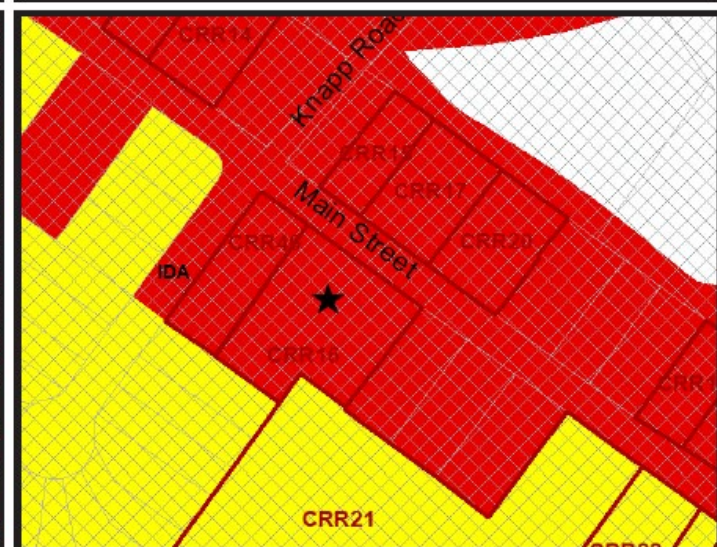 CRR14
Knapp Road
CRR17
Main Street
CRR20
IDA
CRR16
CRR21